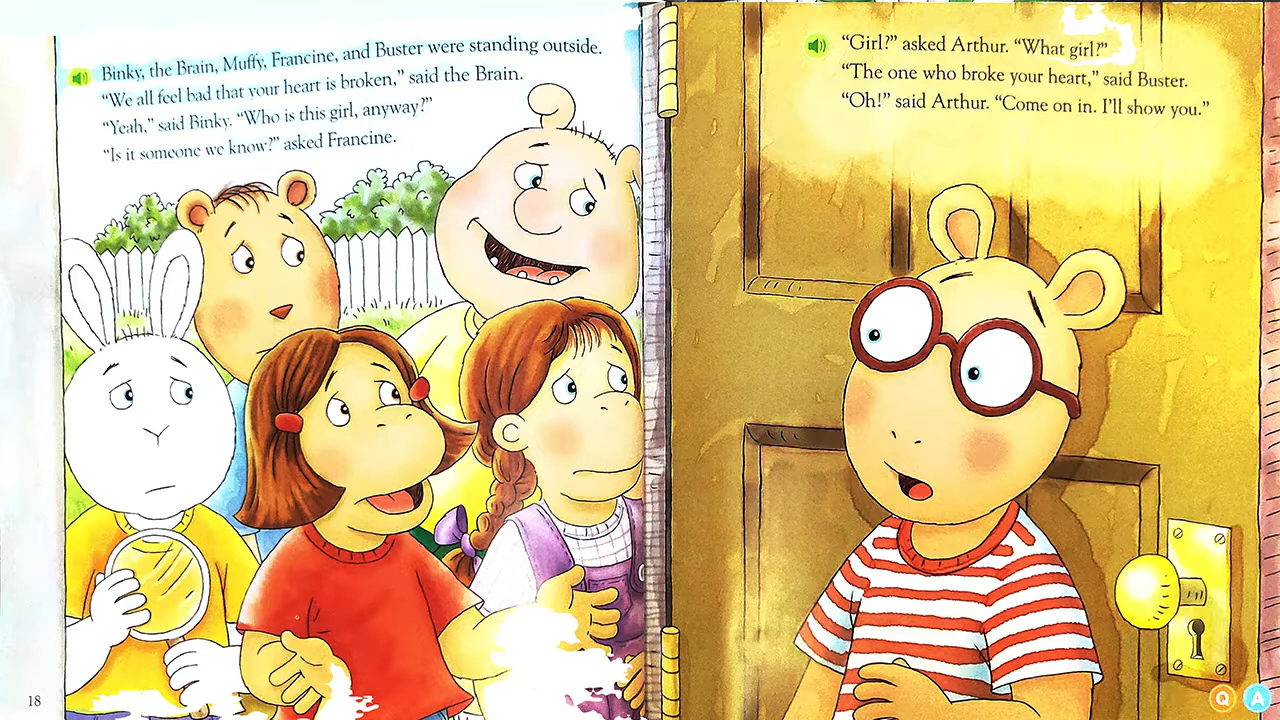 Binky, the Brain, Muffy, Francine, and Buster were standing outside.
“We all feel bad that your heart is broken,” said the Brain.
“Yeah,” said Binky. “Who is this girl, anyway?”
“Is it someone we know?” asked Francine.
18
“Girl?” asked Arthur. “What girl?”
“The one who broke your heart,” said Buster.
“Oh!” said Arthur. “Come on in. I’ll show you.”
Q A